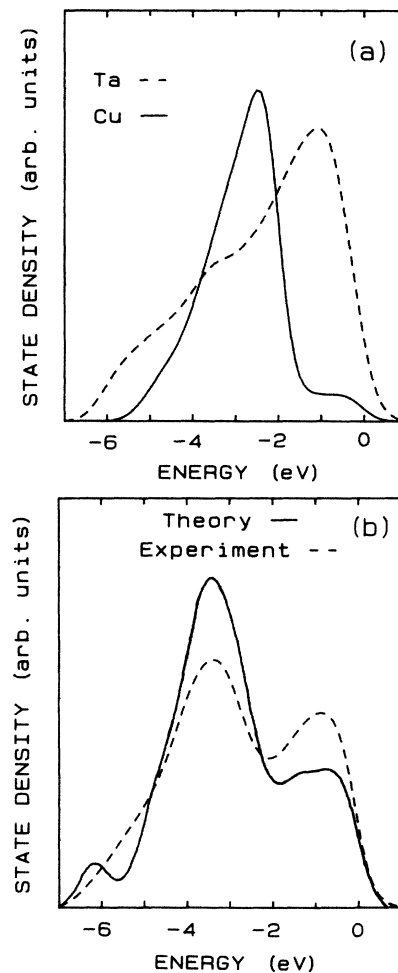 (a)
Ta --
Cu —
STATE DENSITY (arb. units)
-6 -4 -2 0
ENERGY (eV)
(b)
Theory —
Experiment --
STATE DENSITY (arb. units)
-6 -4 -2 0
ENERGY (eV)